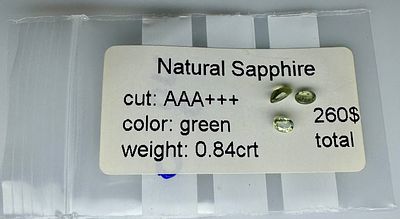 Natural Sapphire
cut: AAA+++
color: green
weight: 0.84crt
260$
total